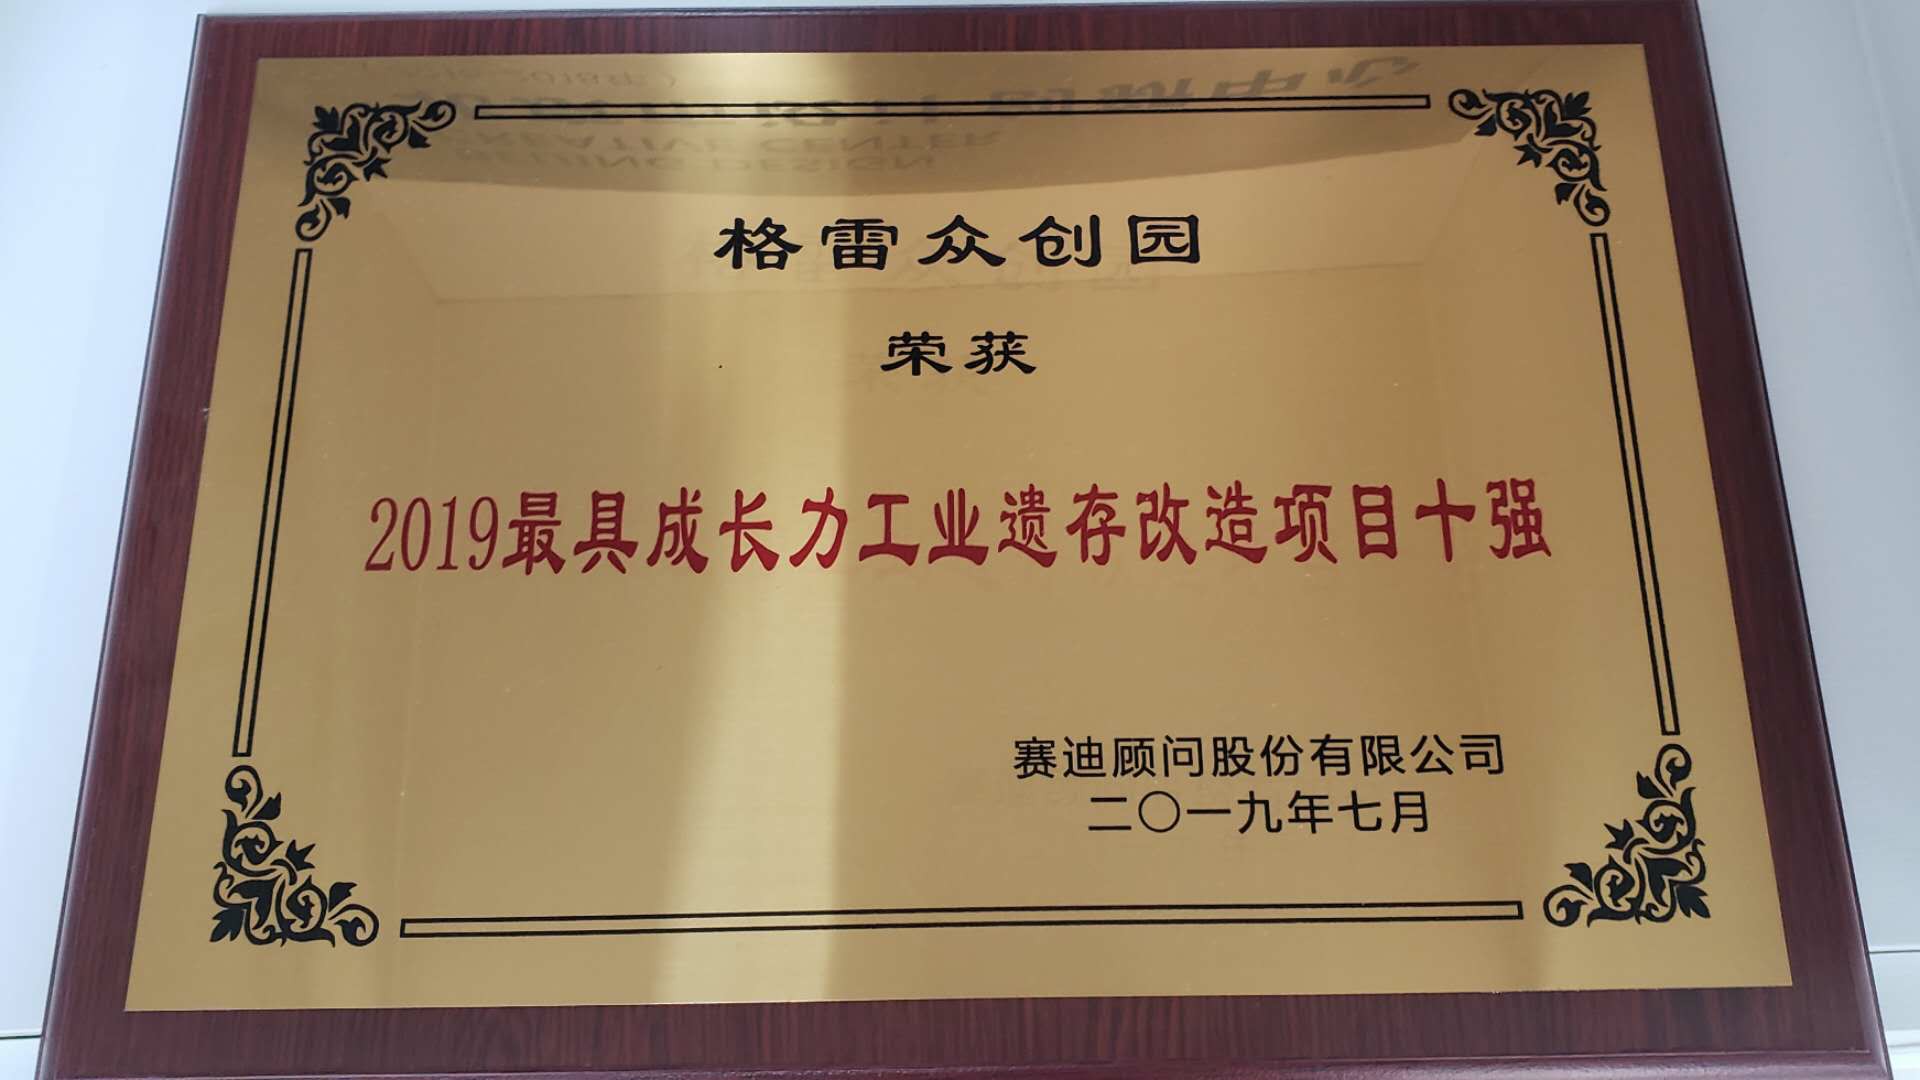 格雷众创园
荣获
2019最具成长力工业遗存改造项目十强
赛迪顾问股份有限公司
二〇一九年七月